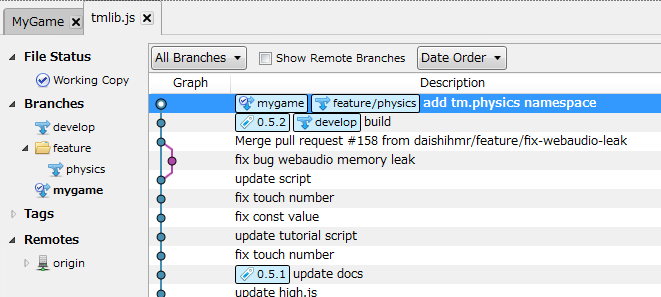 MyGame × tmlib.js ×
File Status
Working Copy
Branches
develop
feature
physics
mygame
Tags
Remotes
origin
All Branches Show Remote Branches Date Order
Graph Description
mygame feature/physics add tm.physics namespace
0.5.2 develop build
Merge pull request #158 from daishihmr/feature/fix-webaudio-leak
fix bug webaudio memory leak
update script
fix touch number
fix const value
update tutorial script
fix touch number
0.5.1 update docs
update high.js